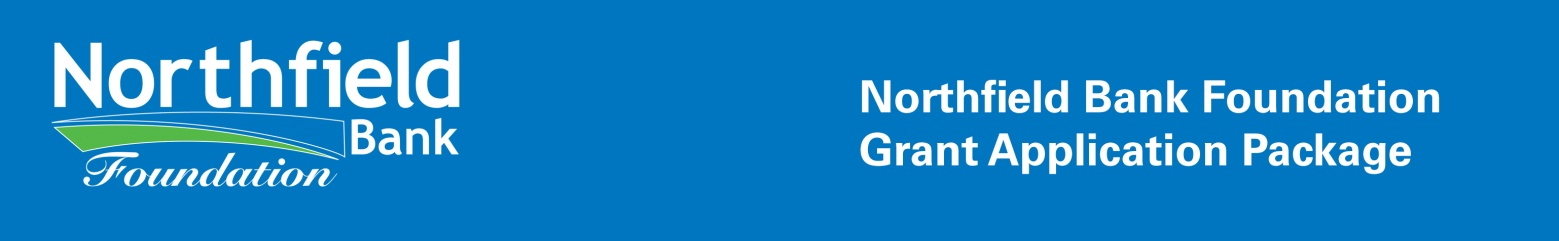 Northfield
Bank
Foundation
Northfield Bank Foundation
Grant Application Package